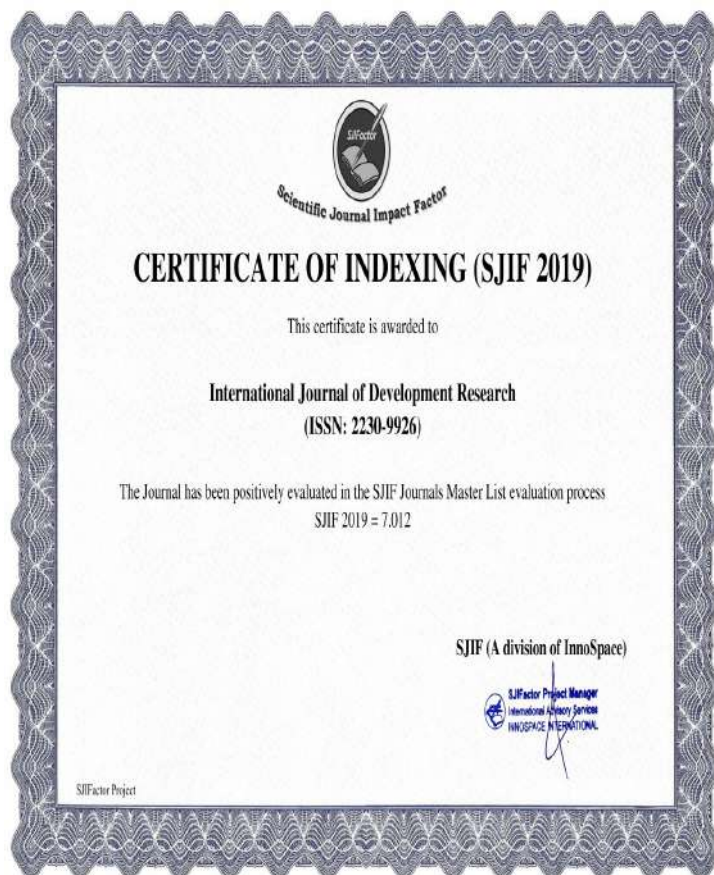 SJIFactor
Scientific Journal Impact Factor
CERTIFICATE OF INDEXING (SJIF 2019)
This certificate is awarded to
International Journal of Development Research
(ISSN: 2230-9926)
The Journal has been positively evaluated in the SJIF Journals Master List evaluation process
SJIF 2019 = 7.012
SJIF (A division of InnoSpace)
SJIFactor Project Manager
International Advisory Services
INNOSPACE INTERNATIONAL
SJIFactor Project